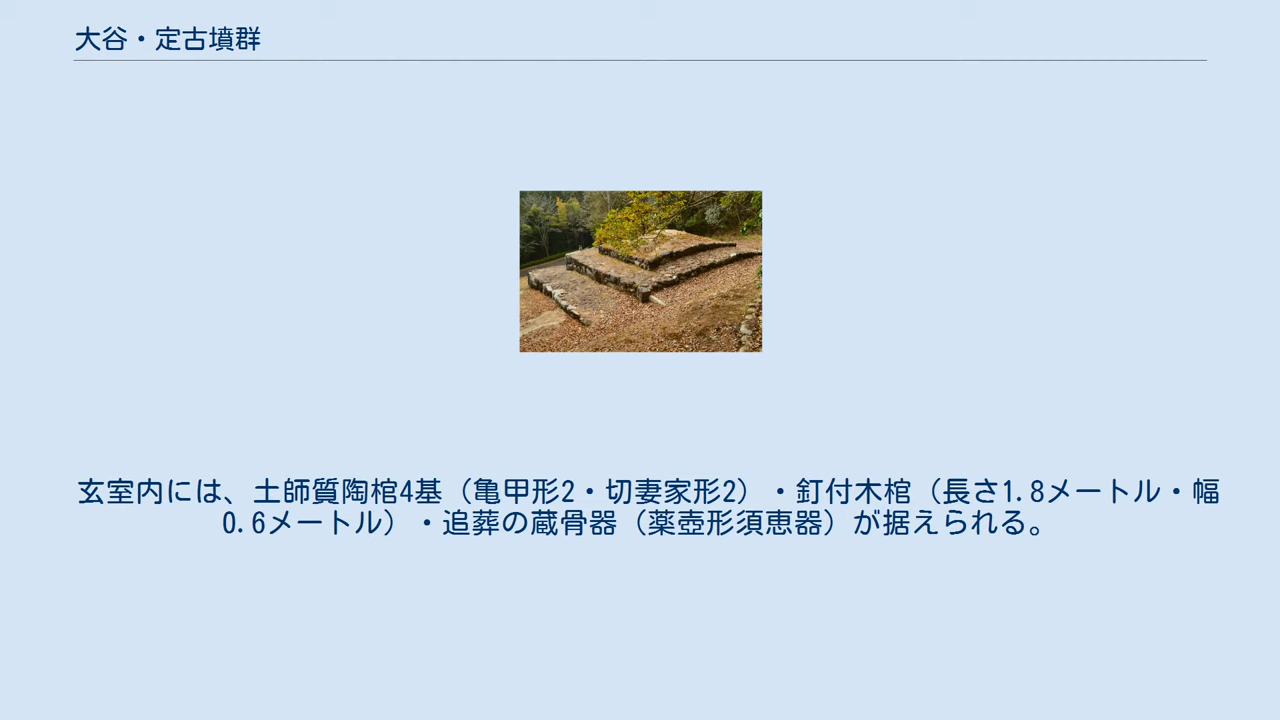 大谷・定古墳群
玄室内には、土師質陶棺4基（亀甲形2・切妻家形2）・釘付木棺（長さ1.8メートル・幅
0.6メートル）・追葬の蔵骨器（薬壺形須恵器）が据えられる。